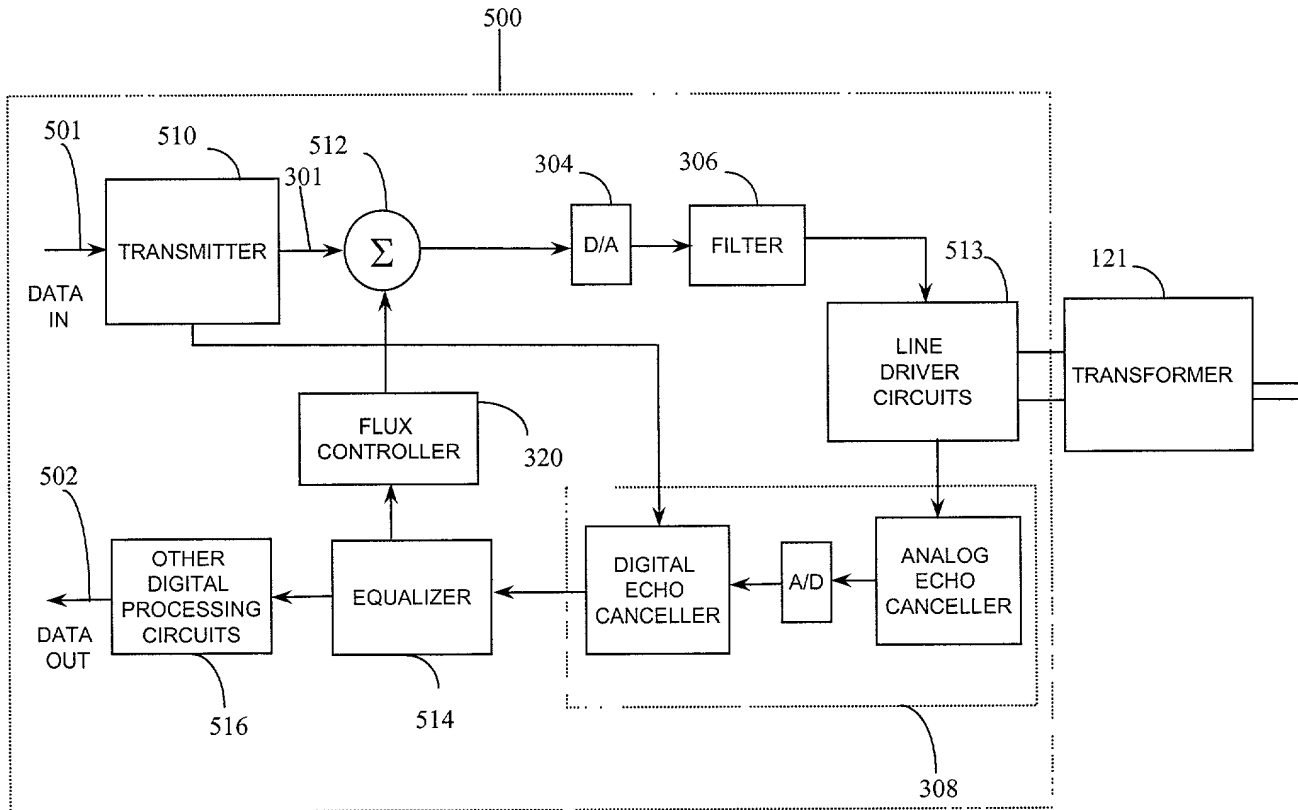 500
501
510
512
301
304
306
513
121
TRANSMITTER
Σ
D/A
FILTER
DATA
IN
LINE
DRIVER
CIRCUITS
TRANSFORMER
FLUX
CONTROLLER
320
502
OTHER
DIGITAL
PROCESSING
CIRCUITS
EQUALIZER
DIGITAL
ECHO
CANCELLER
A/D
ANALOG
ECHO
CANCELLER
DATA
OUT
516
514
308